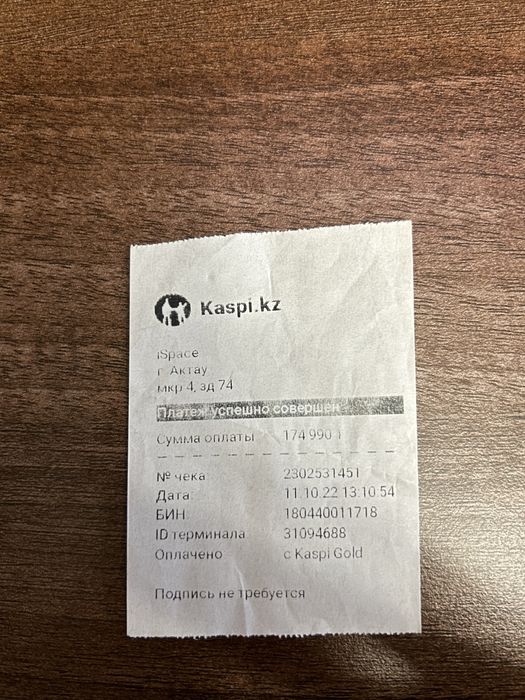 Kaspi.kz
iSpace
г. Актау
мкр 4, зд 74
Платеж успешно совершен
Сумма оплаты 174 990 т
№ чека 2302531451
Дата: 11.10.22 13:10:54
БИН: 180440011718
ID терминала: 31094688
Оплачено с Kaspi Gold
Подпись не требуется